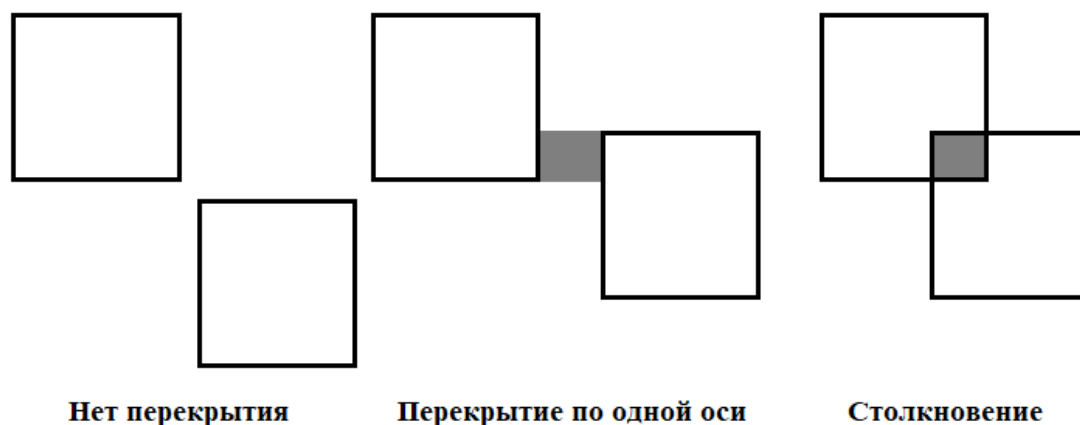 Нет перекрытия
Перекрытие по одной оси
Столкновение